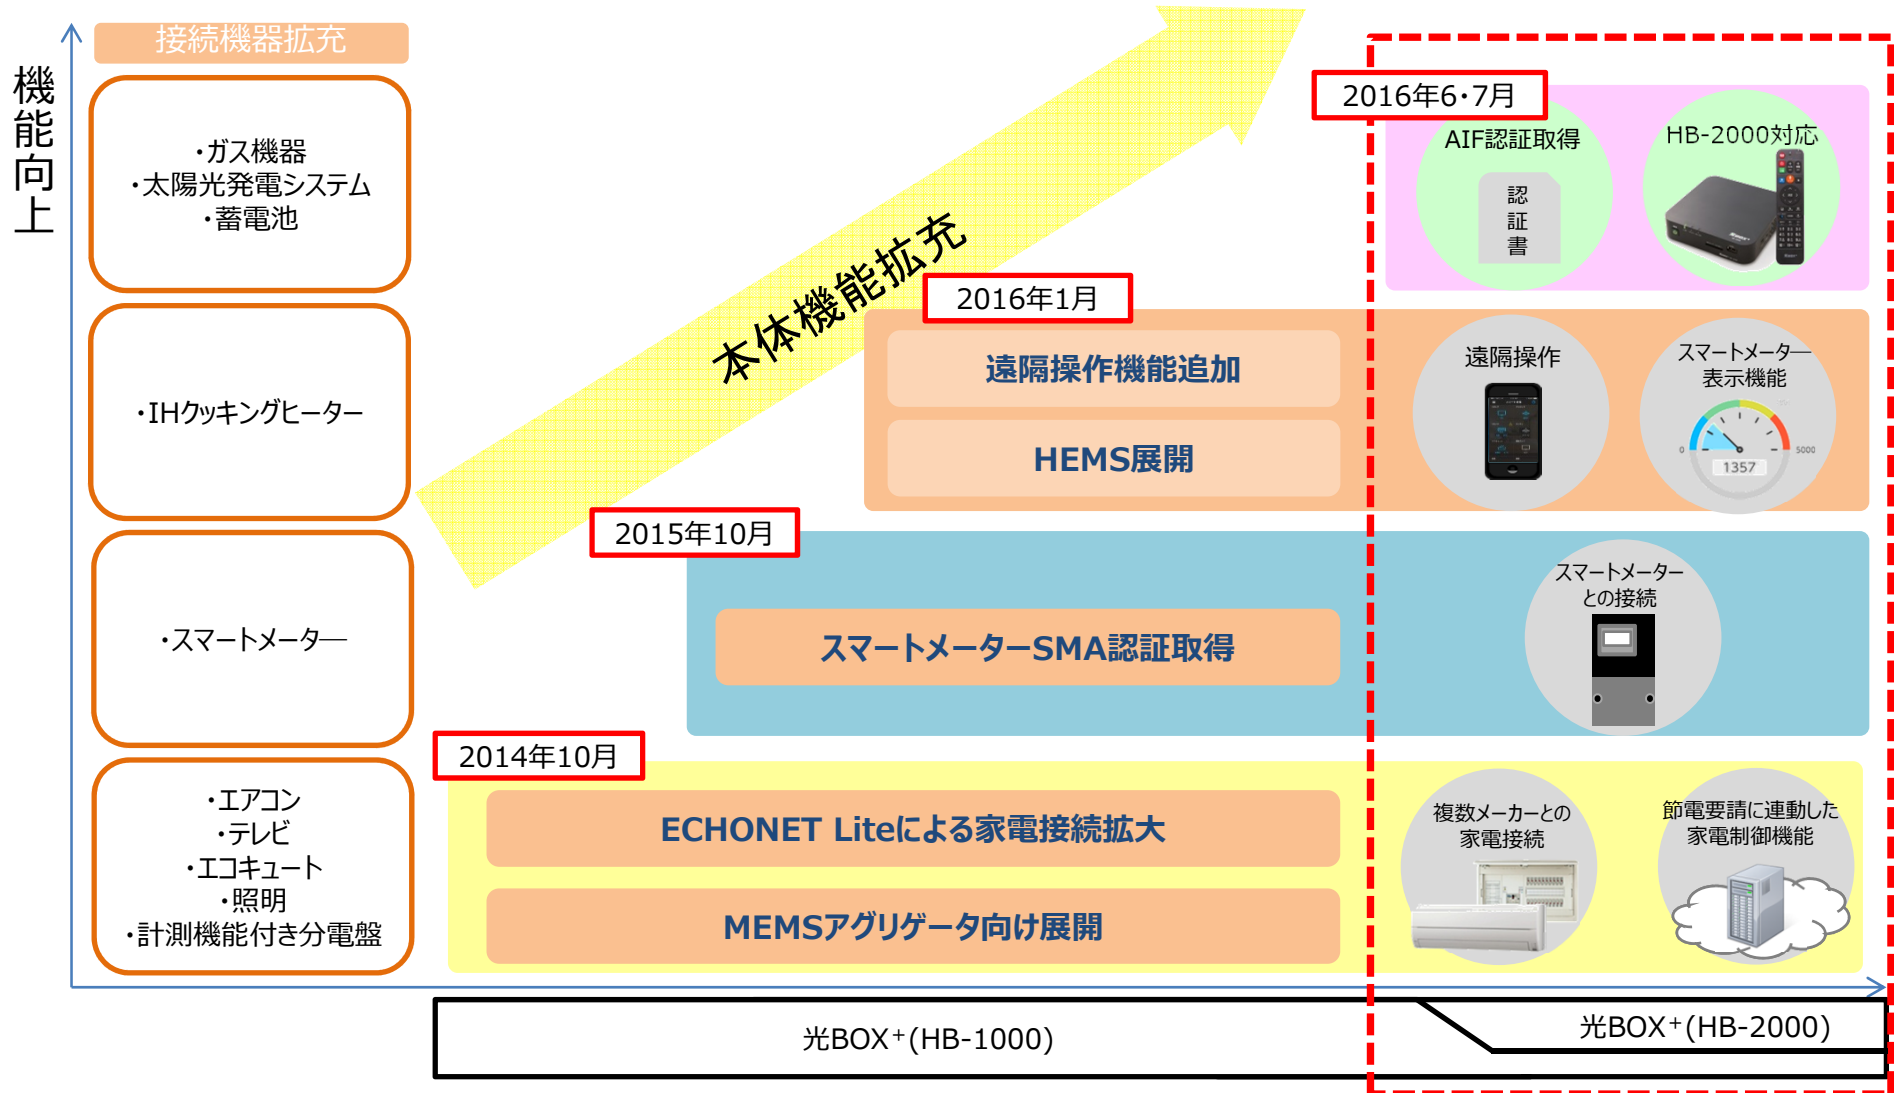 機能向上
接続機器拡充
・ガス機器
・太陽光発電システム
・蓄電池
・IHクッキングヒーター
・スマートメーター
・エアコン
・テレビ
・エコキュート
・照明
・計測機能付き分電盤
本体機能拡充
2016年6・7月
AIF認証取得
認
証
書
HB-2000対応
2016年1月
遠隔操作機能追加
HEMS展開
遠隔操作
スマートメーター
表示機能
0
5000
1357
2015年10月
スマートメーターSMA認証取得
スマートメーター
との接続
2014年10月
ECHONET Liteによる家電接続拡大
MEMSアグリゲータ向け展開
複数メーカーとの
家電接続
節電要請に連動した
家電制御機能
光BOX+(HB-1000)
光BOX+(HB-2000)